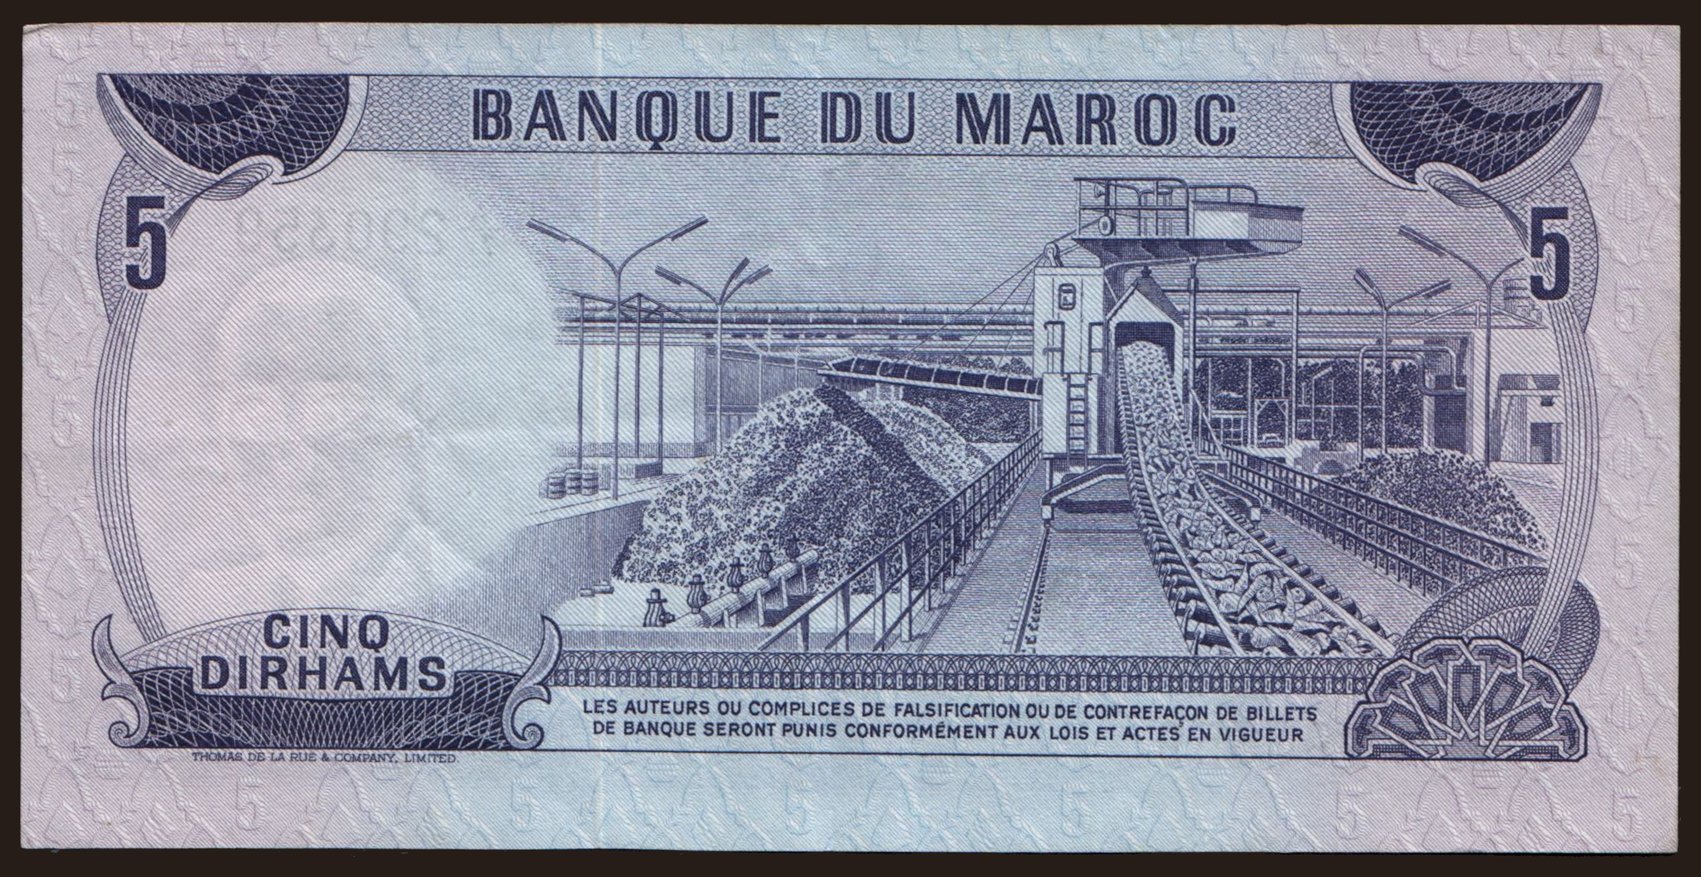 BANQUE DU MAROC
5
5
CINQ
DIRHAMS
LES AUTEURS OU COMPLICES DE FALSIFICATION OU DE CONTREFAÇON DE BILLETS
DE BANQUE SERONT PUNIS CONFORMÉMENT AUX LOIS ET ACTES EN VIGUEUR
THOMAS DE LA RUE & COMPANY, LIMITED.